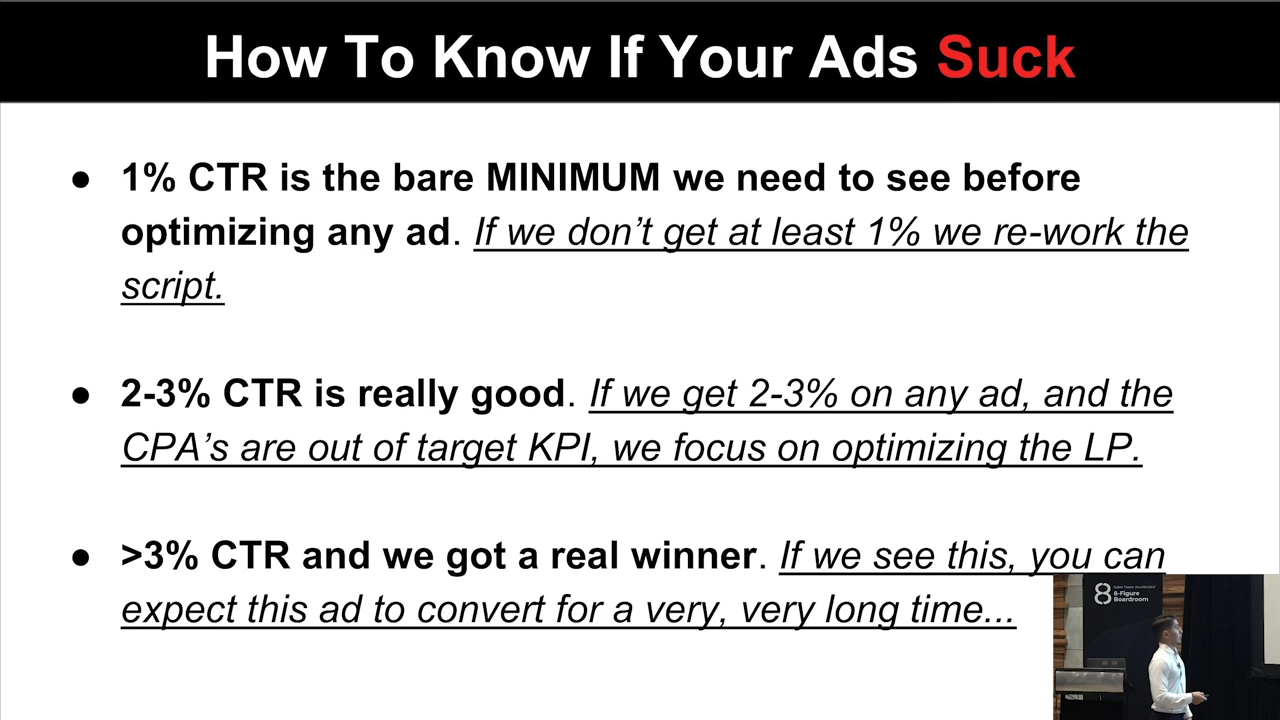 How To Know If Your Ads Suck
● 1% CTR is the bare MINIMUM we need to see before
optimizing any ad. If we don’t get at least 1% we re-work the
script.
● 2-3% CTR is really good. If we get 2-3% on any ad, and the
CPA’s are out of target KPI, we focus on optimizing the LP.
● >3% CTR and we got a real winner. If we see this, you can
expect this ad to convert for a very, very long time...
8-Figure
Boardroom